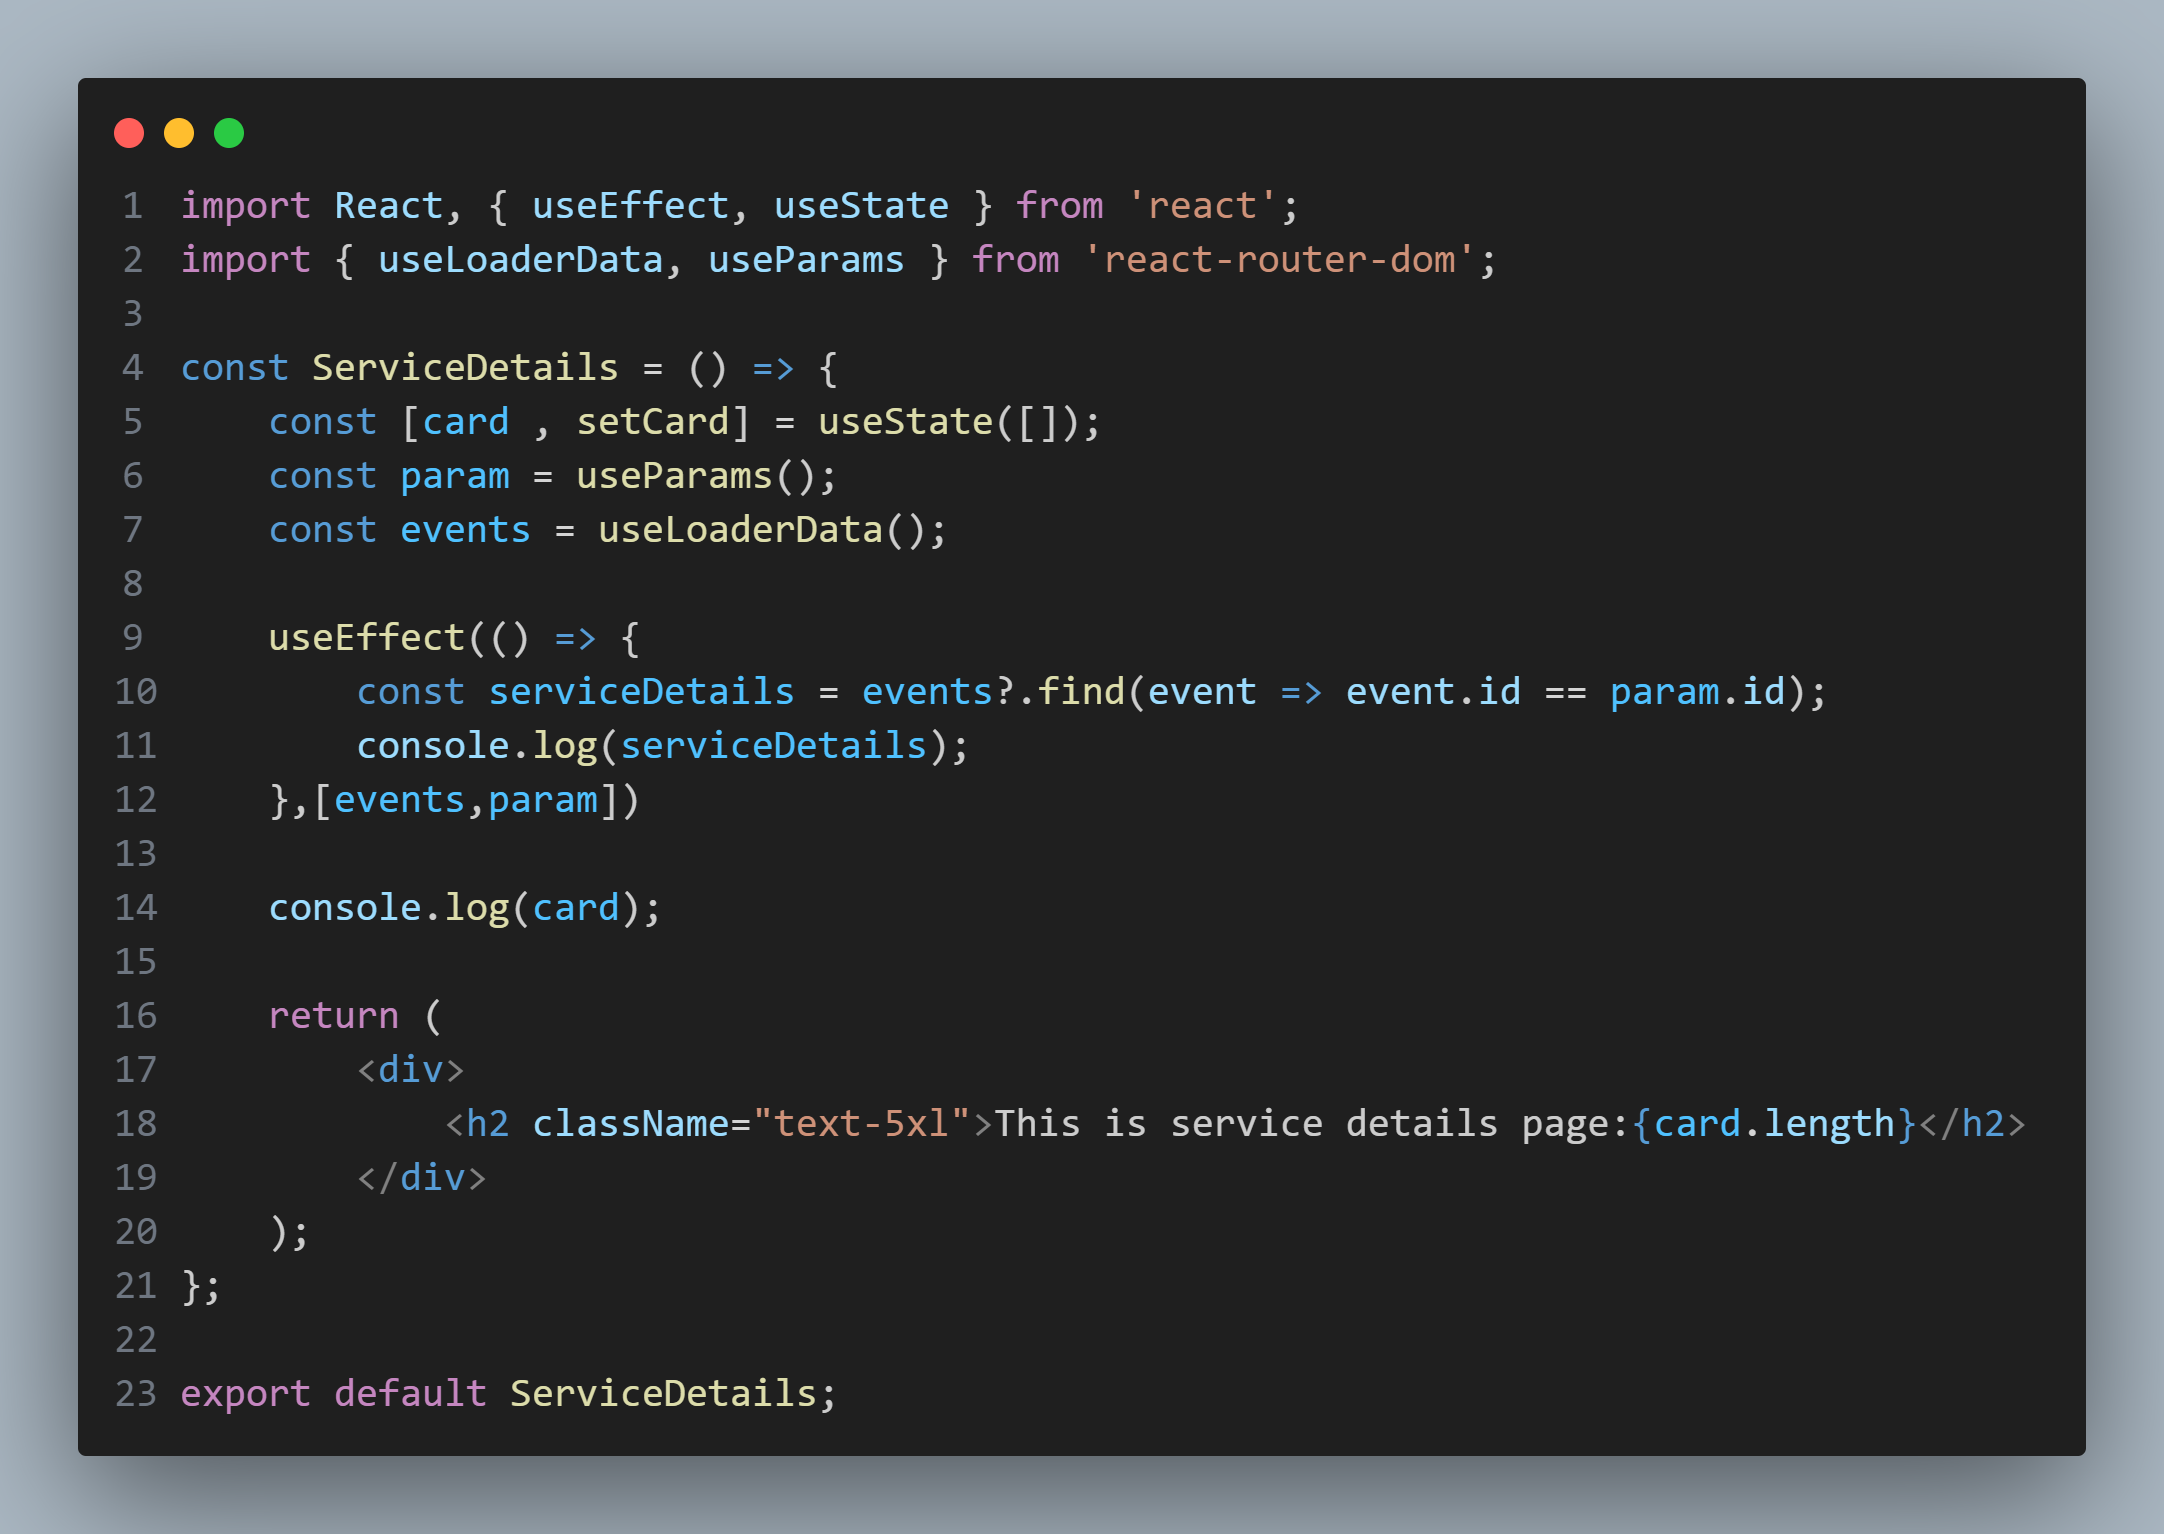 1 import React, { useEffect, useState } from 'react';
2 import { useLoaderData, useParams } from 'react-router-dom';
3
4 const ServiceDetails = () => {
5     const [card , setCard] = useState([]);
6     const param = useParams();
7     const events = useLoaderData();
8
9     useEffect(() => {
10         const serviceDetails = events?.find(event => event.id == param.id);
11         console.log(serviceDetails);
12     },[events,param])
13
14     console.log(card);
15
16     return (
17         <div>
18             <h2 className="text-5xl">This is service details page:{card.length}</h2>
19         </div>
20     );
21 };
22
23 export default ServiceDetails;